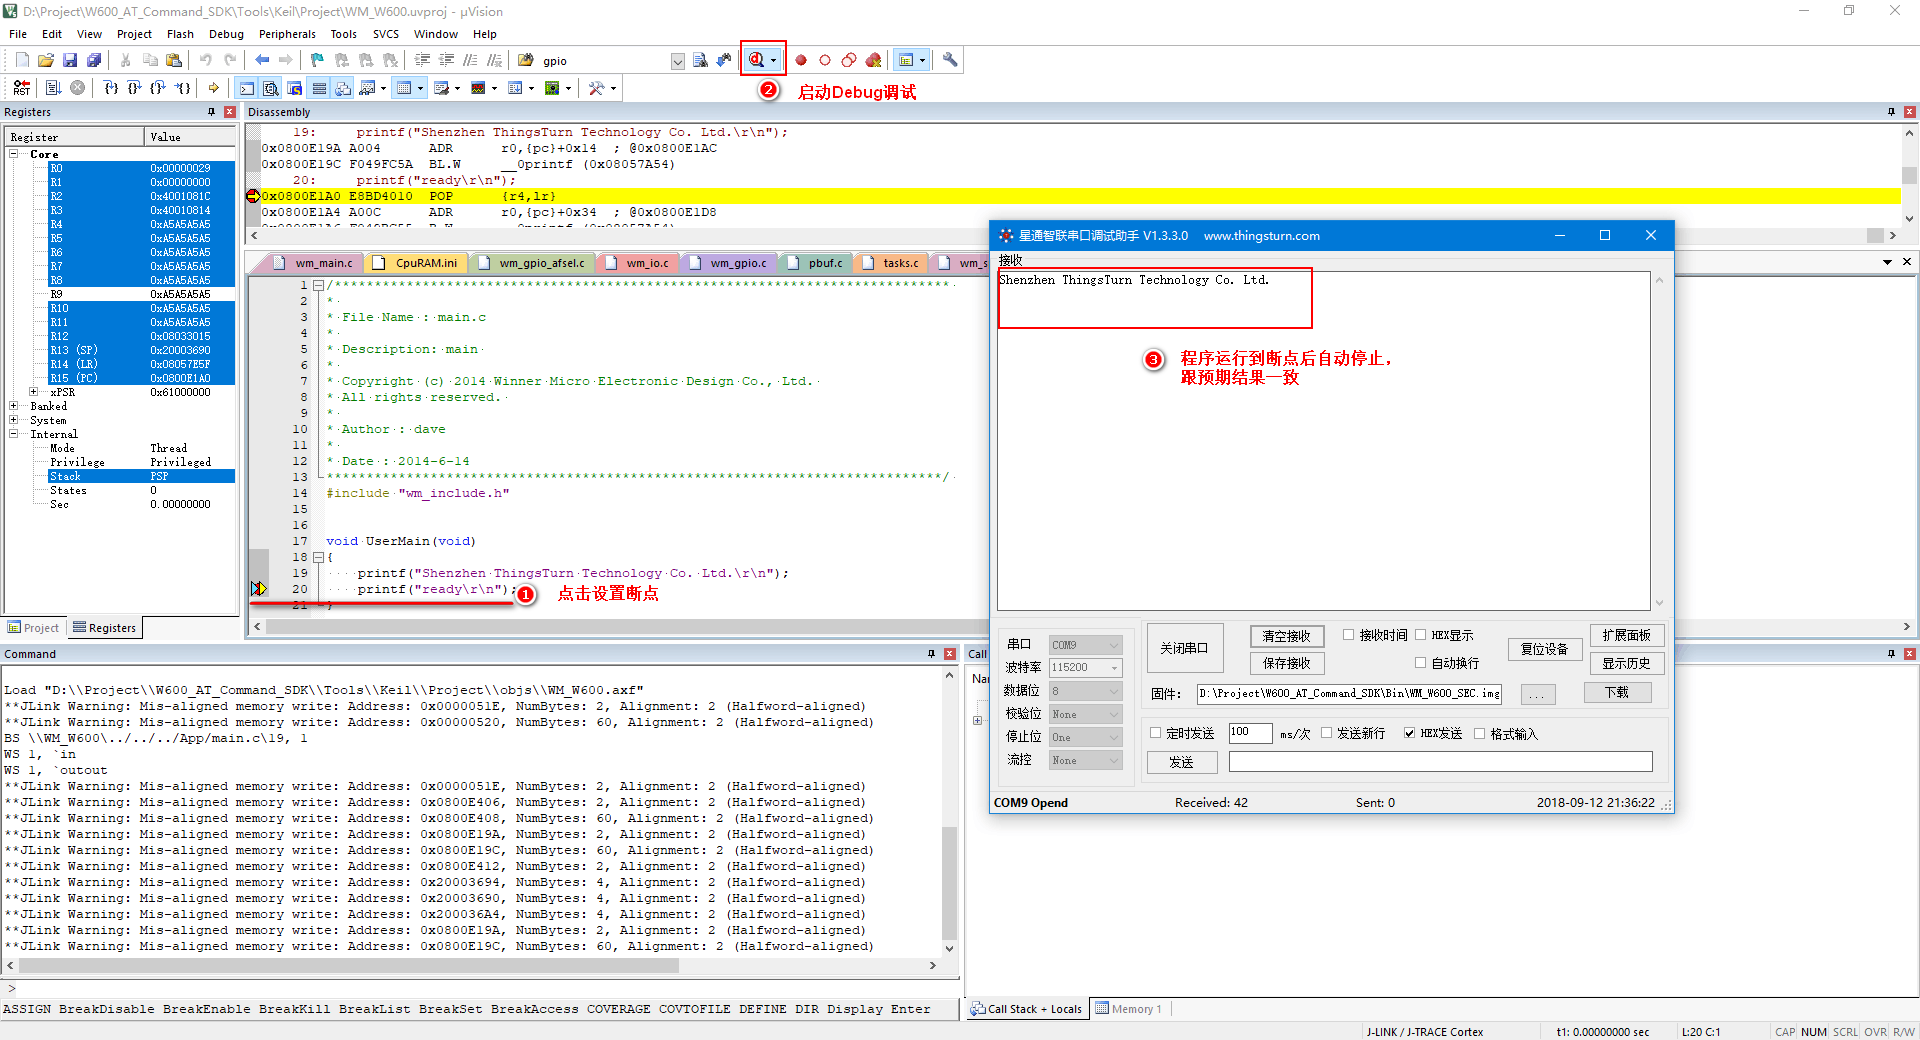 D:\Project\W600_AT_Command_SDK\Tools\Keil\Project\WM_W600.uvproj - µVision
File Edit View Project Flash Debug Peripherals Tools SVCS Window Help
gpio
2 启动Debug调试
Registers
Register Value
Core
R0 0x00000029
R1 0x00000000
R2 0x4001081C
R3 0x40010814
R4 0xA5A5A5A5
R5 0xA5A5A5A5
R6 0xA5A5A5A5
R7 0xA5A5A5A5
R8 0xA5A5A5A5
R9 0xA5A5A5A5
R10 0xA5A5A5A5
R11 0xA5A5A5A5
R12 0x08033015
R13 (SP) 0x20003690
R14 (LR) 0x08057E5F
R15 (PC) 0x0800E1A0
xPSR 0x61000000
Banked
System
Internal
Mode Thread
Privilege Privileged
Stack PSP
States 0
Sec 0.00000000
Project Registers
Disassembly
19: printf("Shenzhen ThingsTurn Technology Co. Ltd.\r\n");
0x0800E19A A004 ADR r0,{pc}+0x14 ; @0x0800E1AC
0x0800E19C F049FC5A BL.W __0printf (0x08057A54)
20: printf("ready\r\n");
0x0800E1A0 E8BD4010 POP {r4,lr}
0x0800E1A4 A00C ADR r0,{pc}+0x34 ; @0x0800E1D8
wm_main.c CpuRAM.ini wm_gpio_afsel.c wm_io.c wm_gpio.c pbuf.c tasks.c wm_s
1 /*****************************************************************************
2 *
3 * File Name : main.c
4 *
5 * Description: main
6 *
7 * Copyright (c) 2014 Winner Micro Electronic Design Co., Ltd.
8 * All rights reserved.
9 *
10 * Author : dave
11 *
12 * Date : 2014-6-14
13 *****************************************************************************/
14 #include "wm_include.h"
15
16
17 void UserMain(void)
18 {
19 printf("Shenzhen ThingsTurn Technology Co. Ltd.\r\n");
20 printf("ready\r\n");
21 }
1 点击设置断点
星通智联串口调试助手 V1.3.3.0 www.thingsturn.com
接收
Shenzhen ThingsTurn Technology Co. Ltd.
3 程序运行到断点后自动停止，
跟预期结果一致
串口 COM9
波特率 115200
数据位 8
校验位 None
停止位 One
流控 None
关闭串口 清空接收 接收时间 HEX显示 复位设备 扩展面板
保存接收 自动换行 显示历史
固件： D:\Project\W600_AT_Command_SDK\Bin\WM_W600_SEC.img ... 下载
定时发送 100 ms/次 发送新行 HEX发送 格式输入
发送
COM9 Opend Received: 42 Sent: 0 2018-09-12 21:36:22
Command
Load "D:\\Project\\W600_AT_Command_SDK\\Tools\\Keil\\Project\\objs\\WM_W600.axf"
**JLink Warning: Mis-aligned memory write: Address: 0x0000051E, NumBytes: 2, Alignment: 2 (Halfword-aligned)
**JLink Warning: Mis-aligned memory write: Address: 0x00000520, NumBytes: 60, Alignment: 2 (Halfword-aligned)
BS \\WM_W600\../../../App/main.c\19, 1
WS 1, `in
WS 1, `outout
**JLink Warning: Mis-aligned memory write: Address: 0x0000051E, NumBytes: 2, Alignment: 2 (Halfword-aligned)
**JLink Warning: Mis-aligned memory write: Address: 0x0800E406, NumBytes: 2, Alignment: 2 (Halfword-aligned)
**JLink Warning: Mis-aligned memory write: Address: 0x0800E408, NumBytes: 60, Alignment: 2 (Halfword-aligned)
**JLink Warning: Mis-aligned memory write: Address: 0x0800E19A, NumBytes: 2, Alignment: 2 (Halfword-aligned)
**JLink Warning: Mis-aligned memory write: Address: 0x0800E19C, NumBytes: 60, Alignment: 2 (Halfword-aligned)
**JLink Warning: Mis-aligned memory write: Address: 0x0800E412, NumBytes: 2, Alignment: 2 (Halfword-aligned)
**JLink Warning: Mis-aligned memory write: Address: 0x20003694, NumBytes: 4, Alignment: 2 (Halfword-aligned)
**JLink Warning: Mis-aligned memory write: Address: 0x20003690, NumBytes: 4, Alignment: 2 (Halfword-aligned)
**JLink Warning: Mis-aligned memory write: Address: 0x200036A4, NumBytes: 4, Alignment: 2 (Halfword-aligned)
**JLink Warning: Mis-aligned memory write: Address: 0x0800E19A, NumBytes: 2, Alignment: 2 (Halfword-aligned)
**JLink Warning: Mis-aligned memory write: Address: 0x0800E19C, NumBytes: 60, Alignment: 2 (Halfword-aligned)
>
ASSIGN BreakDisable BreakEnable BreakKill BreakList BreakSet BreakAccess COVERAGE COVTOFILE DEFINE DIR Display Enter
Call
Call Stack + Locals Memory 1
J-LINK / J-TRACE Cortex t1: 0.00000000 sec L:20 C:1 CAP NUM SCRL OVR R/W